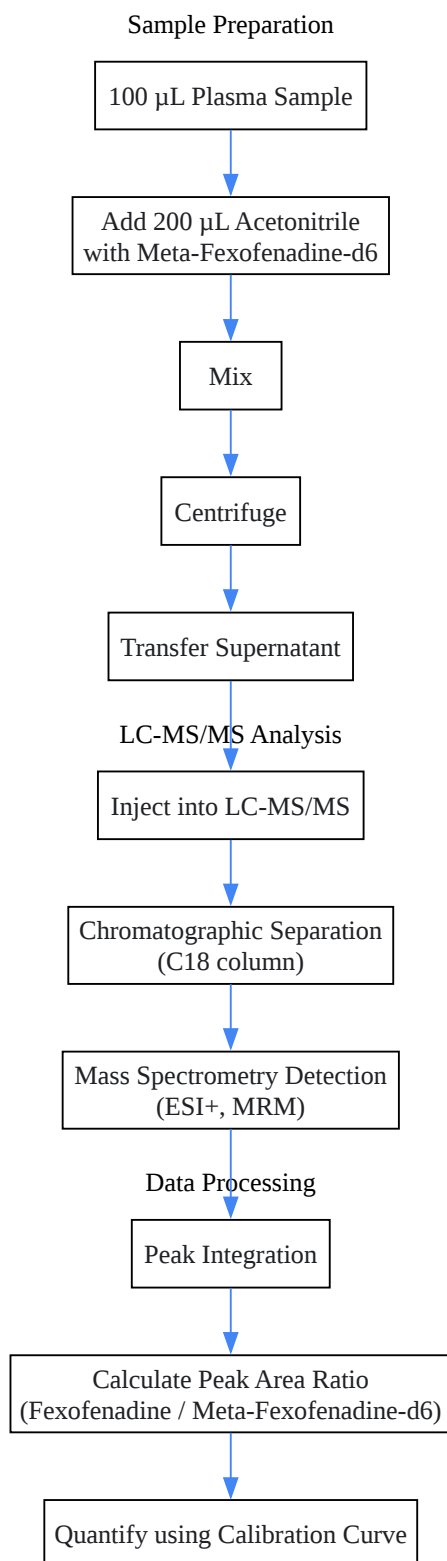 Sample Preparation
100 µL Plasma Sample
Add 200 µL Acetonitrile
with Meta-Fexofenadine-d6
Mix
Centrifuge
Transfer Supernatant
LC-MS/MS Analysis
Inject into LC-MS/MS
Chromatographic Separation
(C18 column)
Mass Spectrometry Detection
(ESI+, MRM)
Data Processing
Peak Integration
Calculate Peak Area Ratio
(Fexofenadine / Meta-Fexofenadine-d6)
Quantify using Calibration Curve